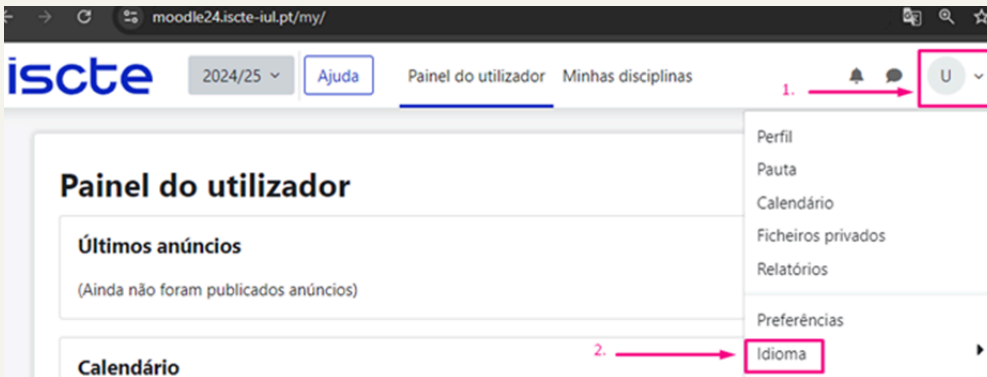 moodle24.iscte-iul.pt/my/
iscte 2024/25 Ajuda Painel do utilizador Minhas disciplinas 1. U
Perfil
Pauta
Calendário
Ficheiros privados
Relatórios
Preferências
2. Idioma
Painel do utilizador
Últimos anúncios
(Ainda não foram publicados anúncios)
Calendário